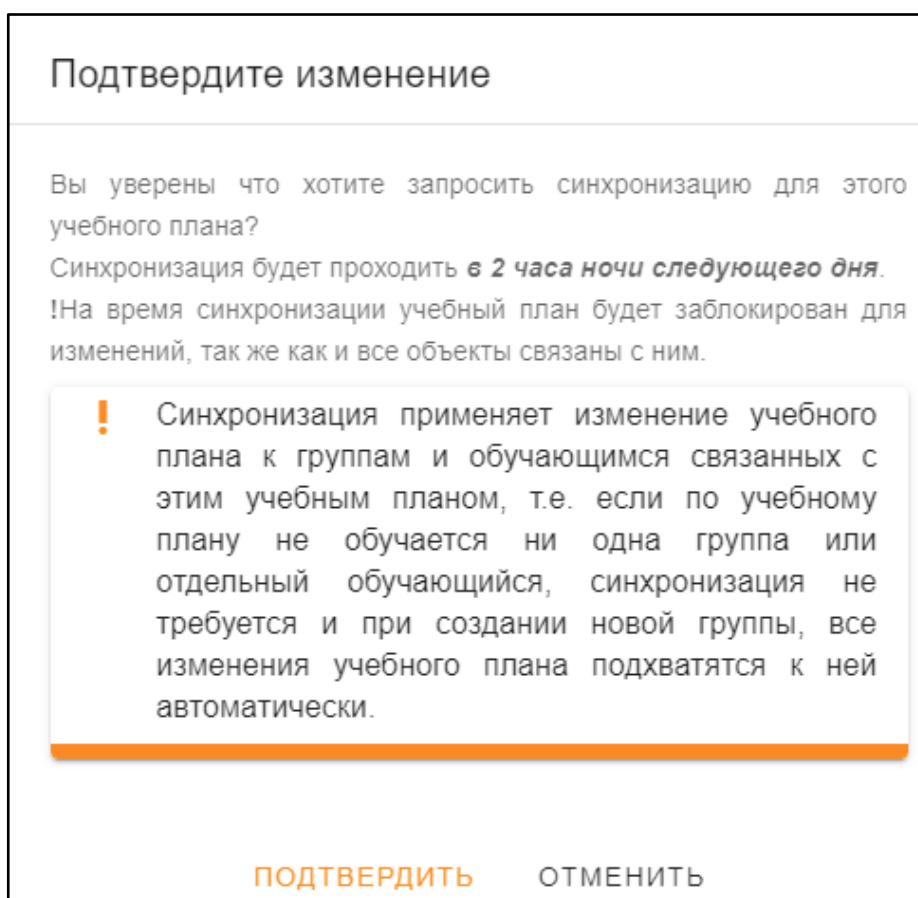 Подтвердите изменение
Вы уверены что хотите запросить синхронизацию для этого
учебного плана?
Синхронизация будет проходить в 2 часа ночи следующего дня.
!На время синхронизации учебный план будет заблокирован для
изменений, так же как и все объекты связаны с ним.
! Синхронизация применяет изменение учебного
плана к группам и обучающимся связанных с
этим учебным планом, т.е. если по учебному
плану не обучается ни одна группа или
отдельный обучающийся, синхронизация не
требуется и при создании новой группы, все
изменения учебного плана подхватятся к ней
автоматически.
ПОДТВЕРДИТЬ ОТМЕНИТЬ